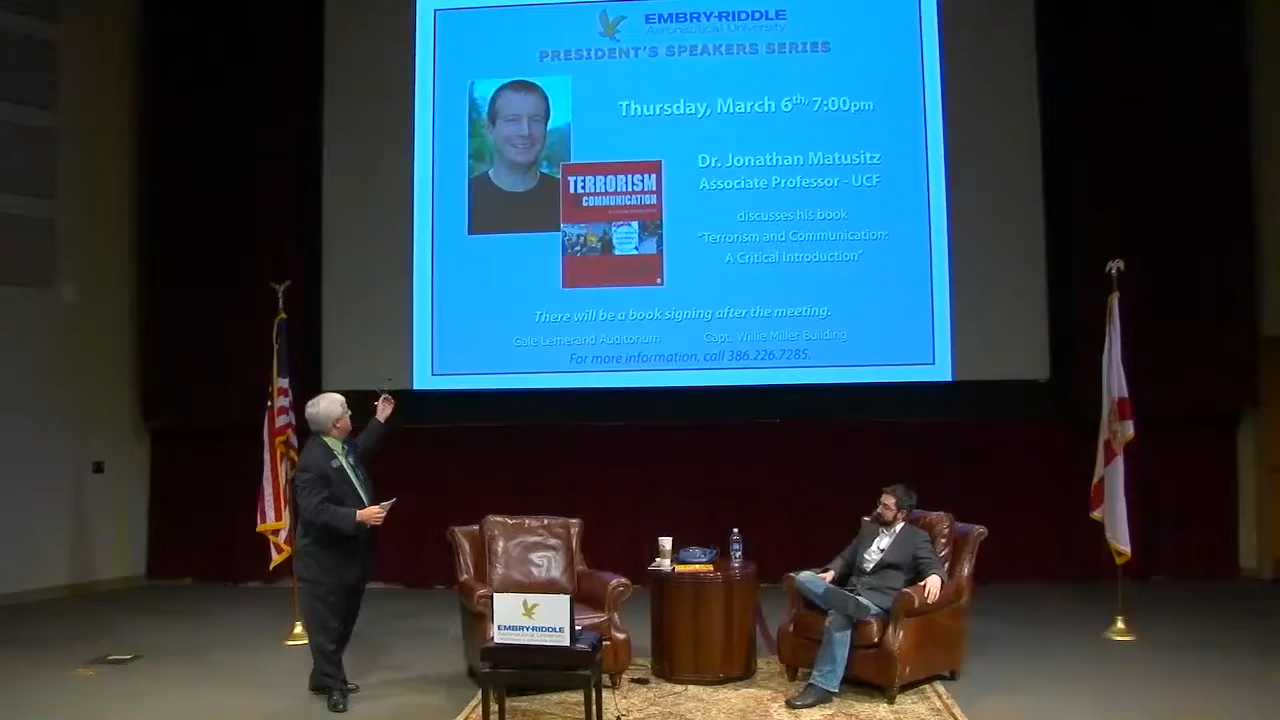 EMBRY-RIDDLE
Aeronautical University
PRESIDENT'S SPEAKERS SERIES
Thursday, March 6th, 7:00pm
Dr. Jonathan Matusitz
Associate Professor - UCF
TERRORISM
COMMUNICATION
discusses his book
"Terrorism and Communication:
A Critical Introduction"
There will be a book signing after the meeting.
Gale Lemerand Auditorium Capt. Willie Miller Building
For more information, call 386.226.7285.
EMBRY-RIDDLE
Aeronautical University